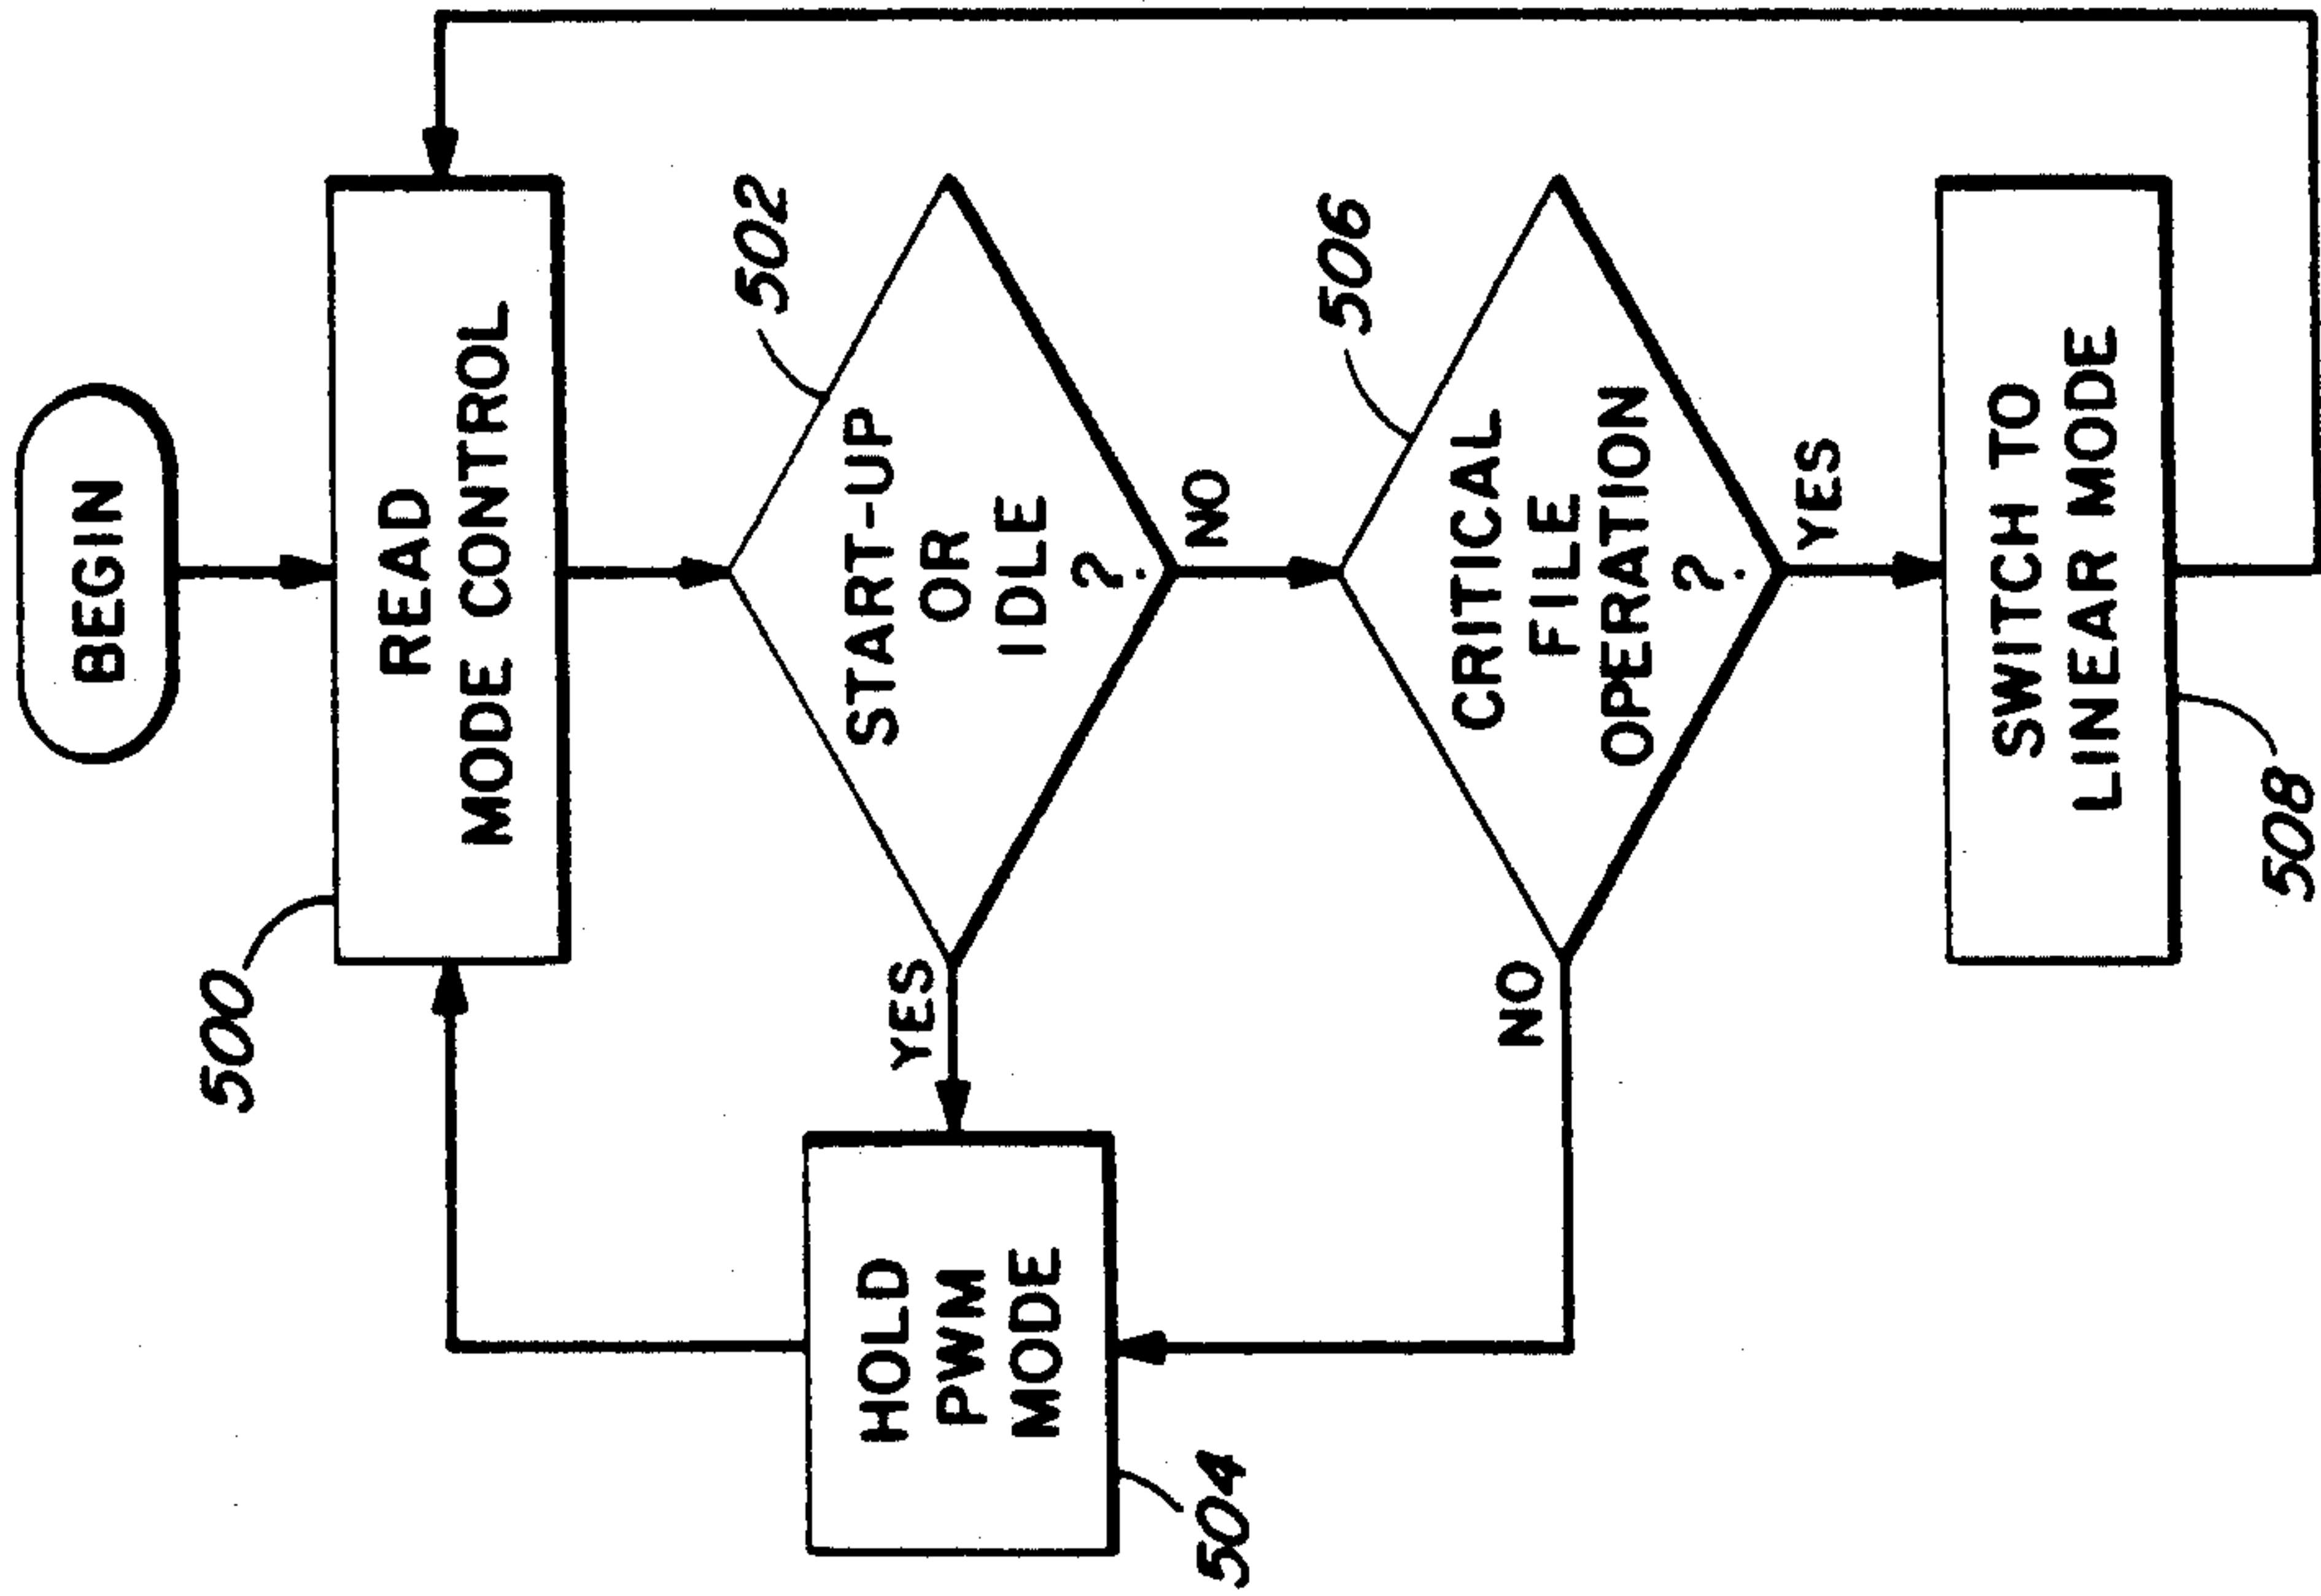 BEGIN
500
READ
MODE CONTROL
502
START-UP
OR
IDLE
?
YES
NO
HOLD
PWM
MODE
504
506
CRITICAL
FILE
OPERATION
?
NO
YES
SWITCH TO
LINEAR MODE
508